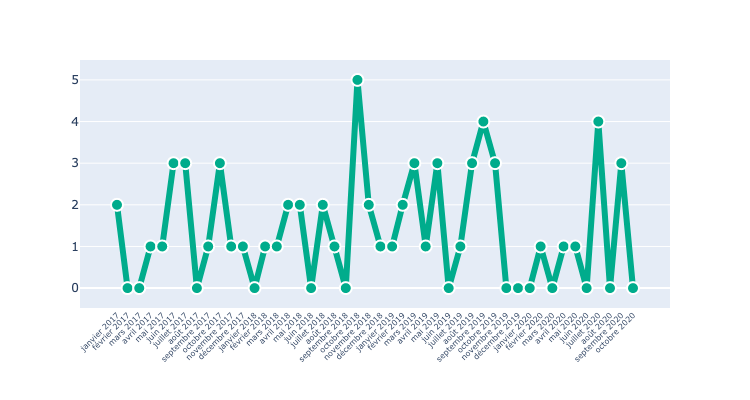 5
4
3
2
1
0
janvier 2017
février 2017
mars 2017
avril 2017
mai 2017
juin 2017
juillet 2017
août 2017
septembre 2017
octobre 2017
novembre 2017
décembre 2017
janvier 2018
février 2018
mars 2018
avril 2018
mai 2018
juin 2018
juillet 2018
août 2018
septembre 2018
octobre 2018
novembre 2018
décembre 2018
janvier 2019
février 2019
mars 2019
avril 2019
mai 2019
juin 2019
juillet 2019
août 2019
septembre 2019
octobre 2019
novembre 2019
décembre 2019
janvier 2020
février 2020
mars 2020
avril 2020
mai 2020
juin 2020
juillet 2020
août 2020
septembre 2020
octobre 2020